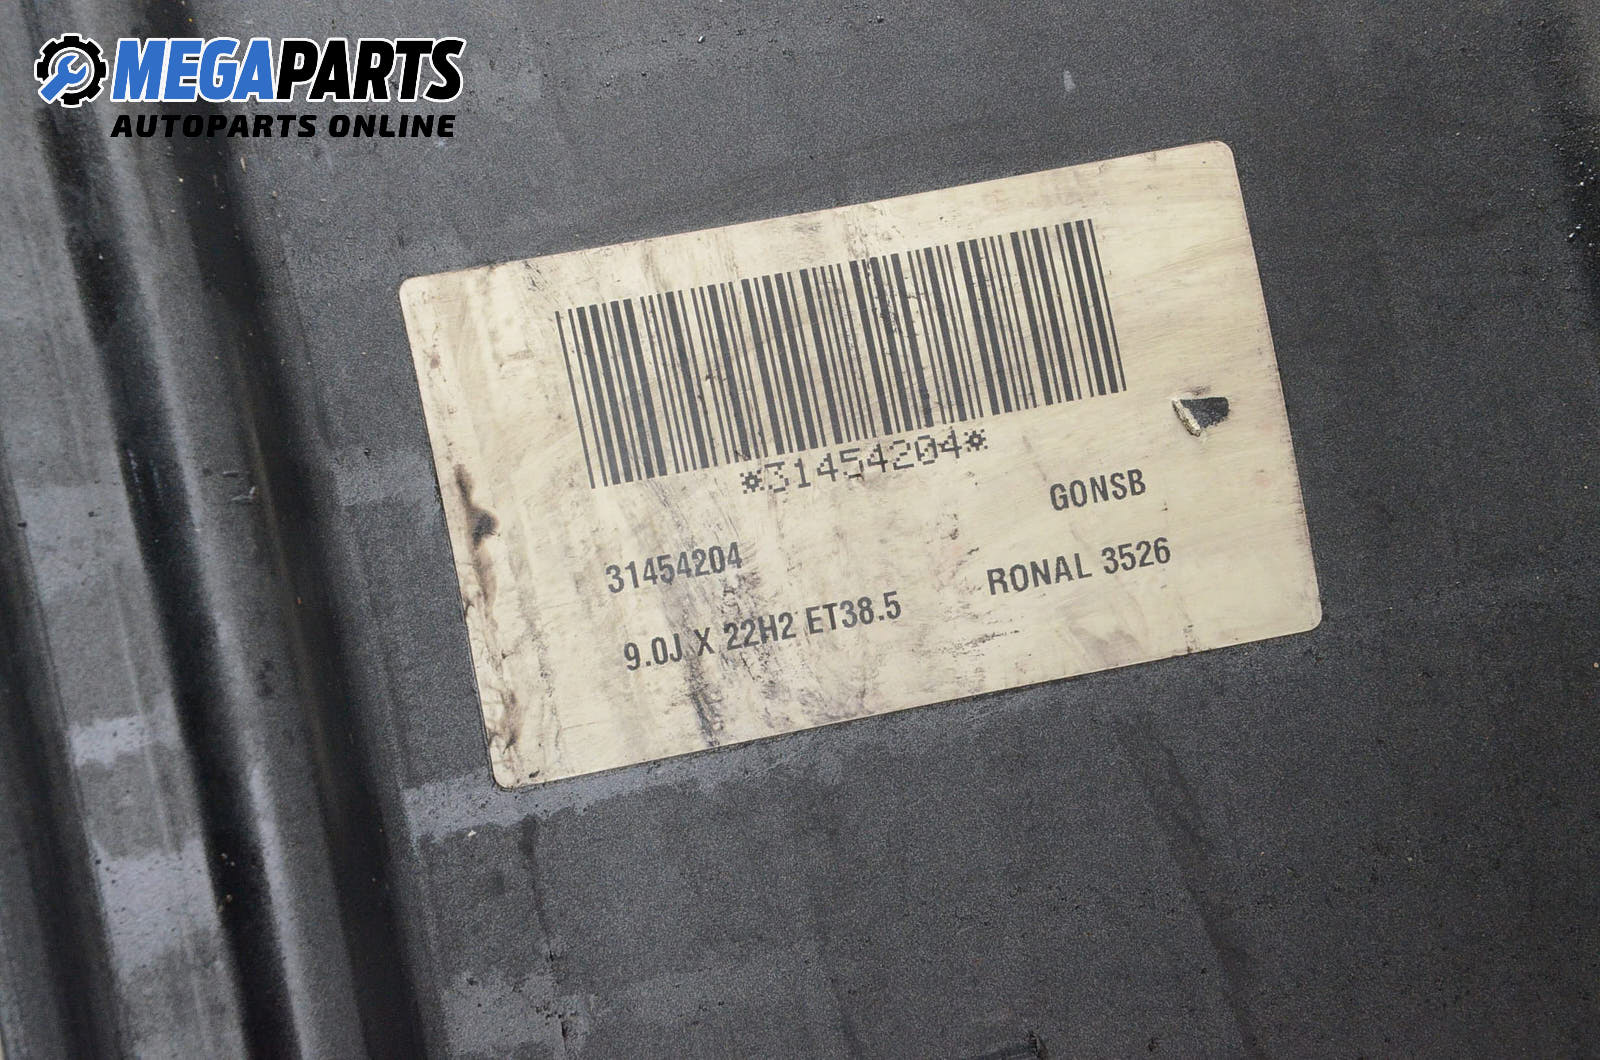 MEGAPARTS
AUTOPARTS ONLINE
*31454204*
GONSB
31454204
RONAL 3526
9.0J X 22H2 ET38.5